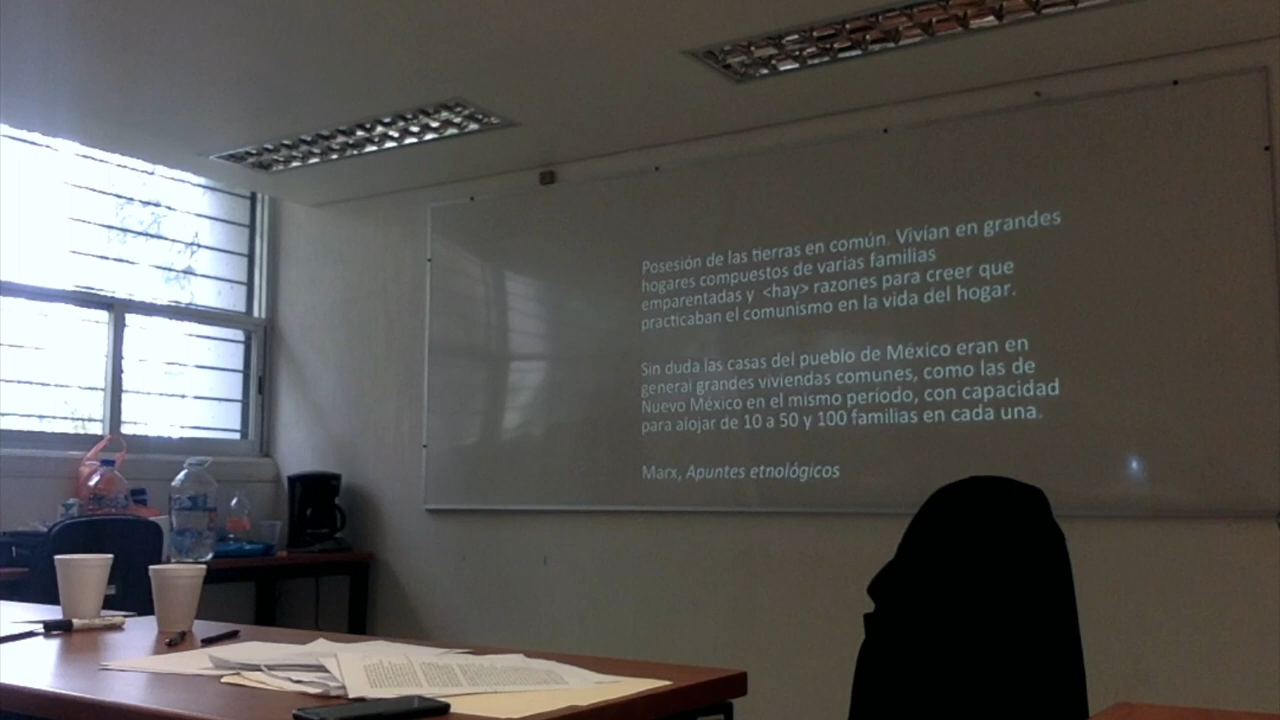 Posesión de las tierras en común. Vivían en grandes
hogares compuestos de varias familias
emparentadas y <hay> razones para creer que
practicaban el comunismo en la vida del hogar.
Sin duda las casas del pueblo de México eran en
general grandes viviendas comunes, como las de
Nuevo México en el mismo período, con capacidad
para alojar de 10 a 50 y 100 familias en cada una.
Marx, Apuntes etnológicos